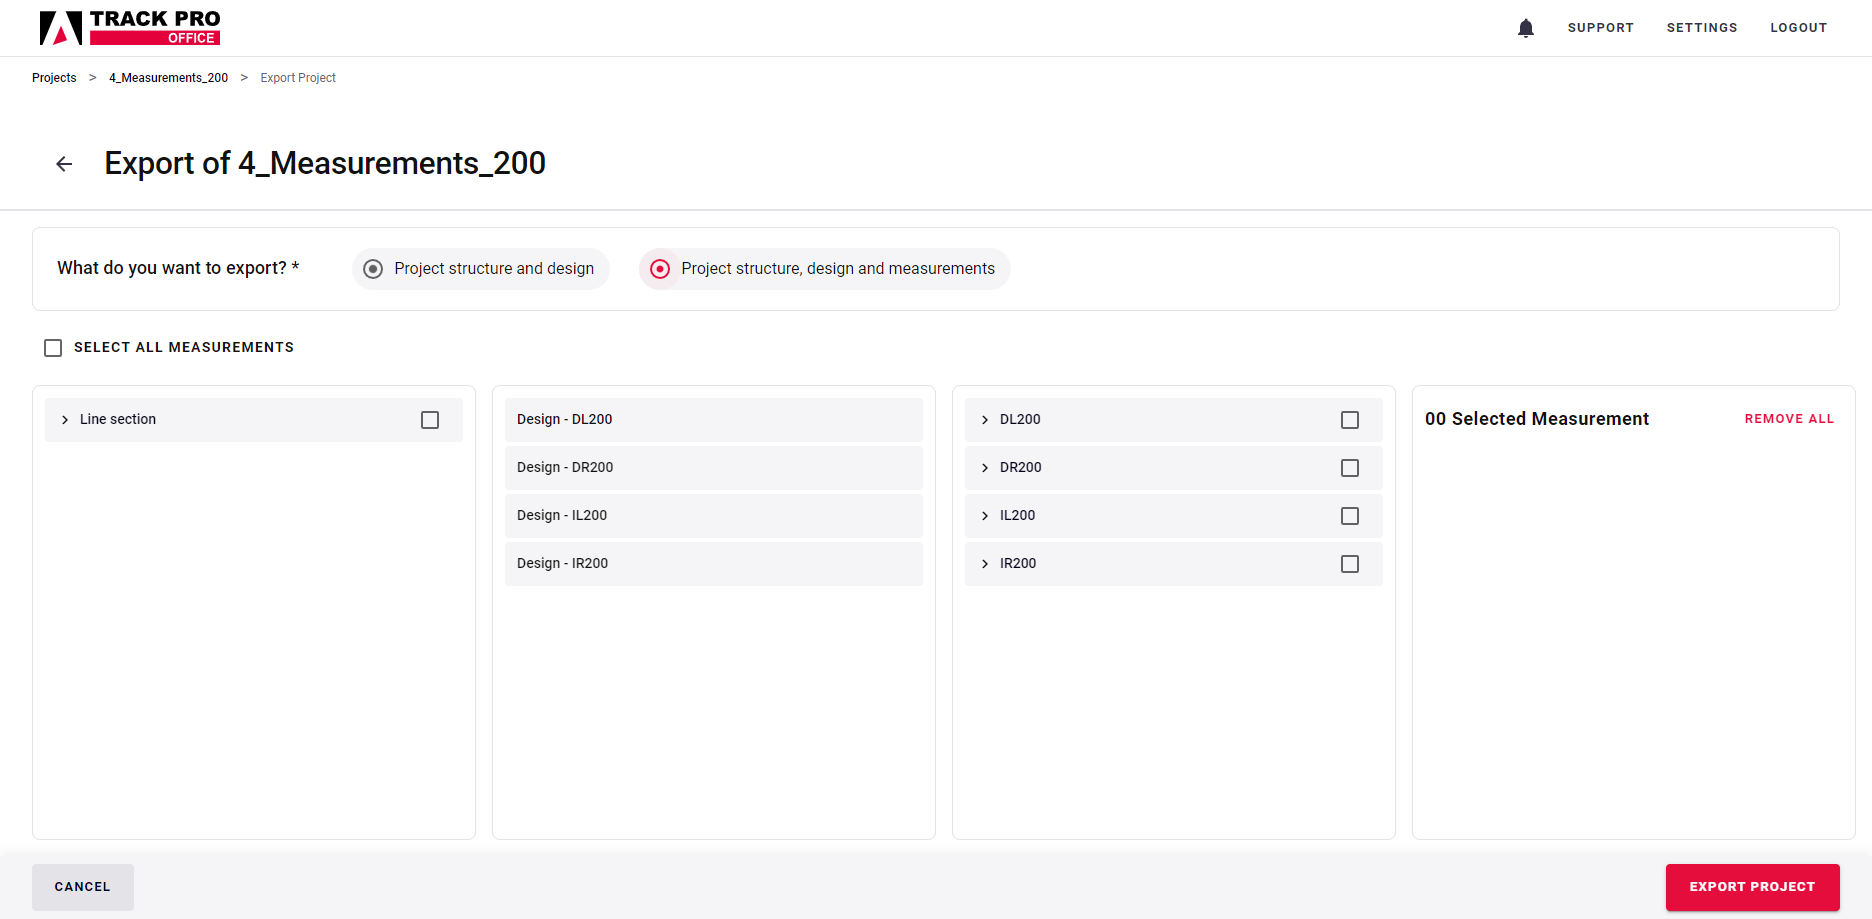 TRACK PRO
OFFICE
SUPPORT SETTINGS LOGOUT
Projects > 4_Measurements_200 > Export Project
Export of 4_Measurements_200
What do you want to export? * Project structure and design Project structure, design and measurements
SELECT ALL MEASUREMENTS
Line section
Design - DL200
Design - DR200
Design - IL200
Design - IR200
DL200
DR200
IL200
IR200
00 Selected Measurement REMOVE ALL
CANCEL EXPORT PROJECT